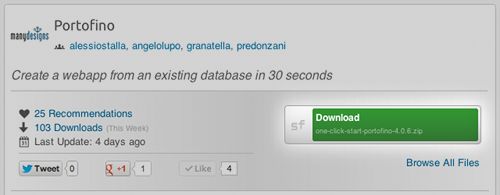 manydesigns
Portofino
alessiostalla, angelolupo, granatella, predonzani
Create a webapp from an existing database in 30 seconds
25 Recommendations
103 Downloads (This Week)
Last Update: 4 days ago
sf
Download
one-click-start-portofino-4.0.6.zip
Tweet 0 g +1 1 Like 4
Browse All Files